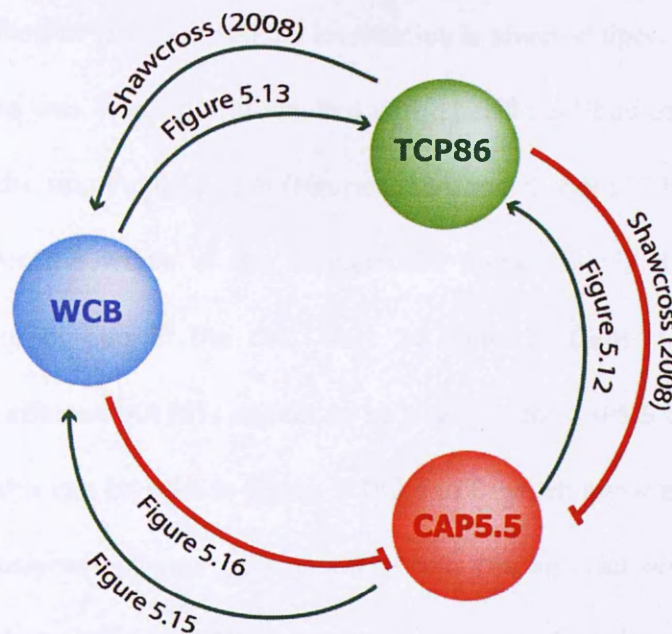 Shawcross (2008)
Figure 5.13
TCP86
WCB
Shawcross (2008)
Figure 5.12
CAP5.5
Figure 5.16
Figure 5.15